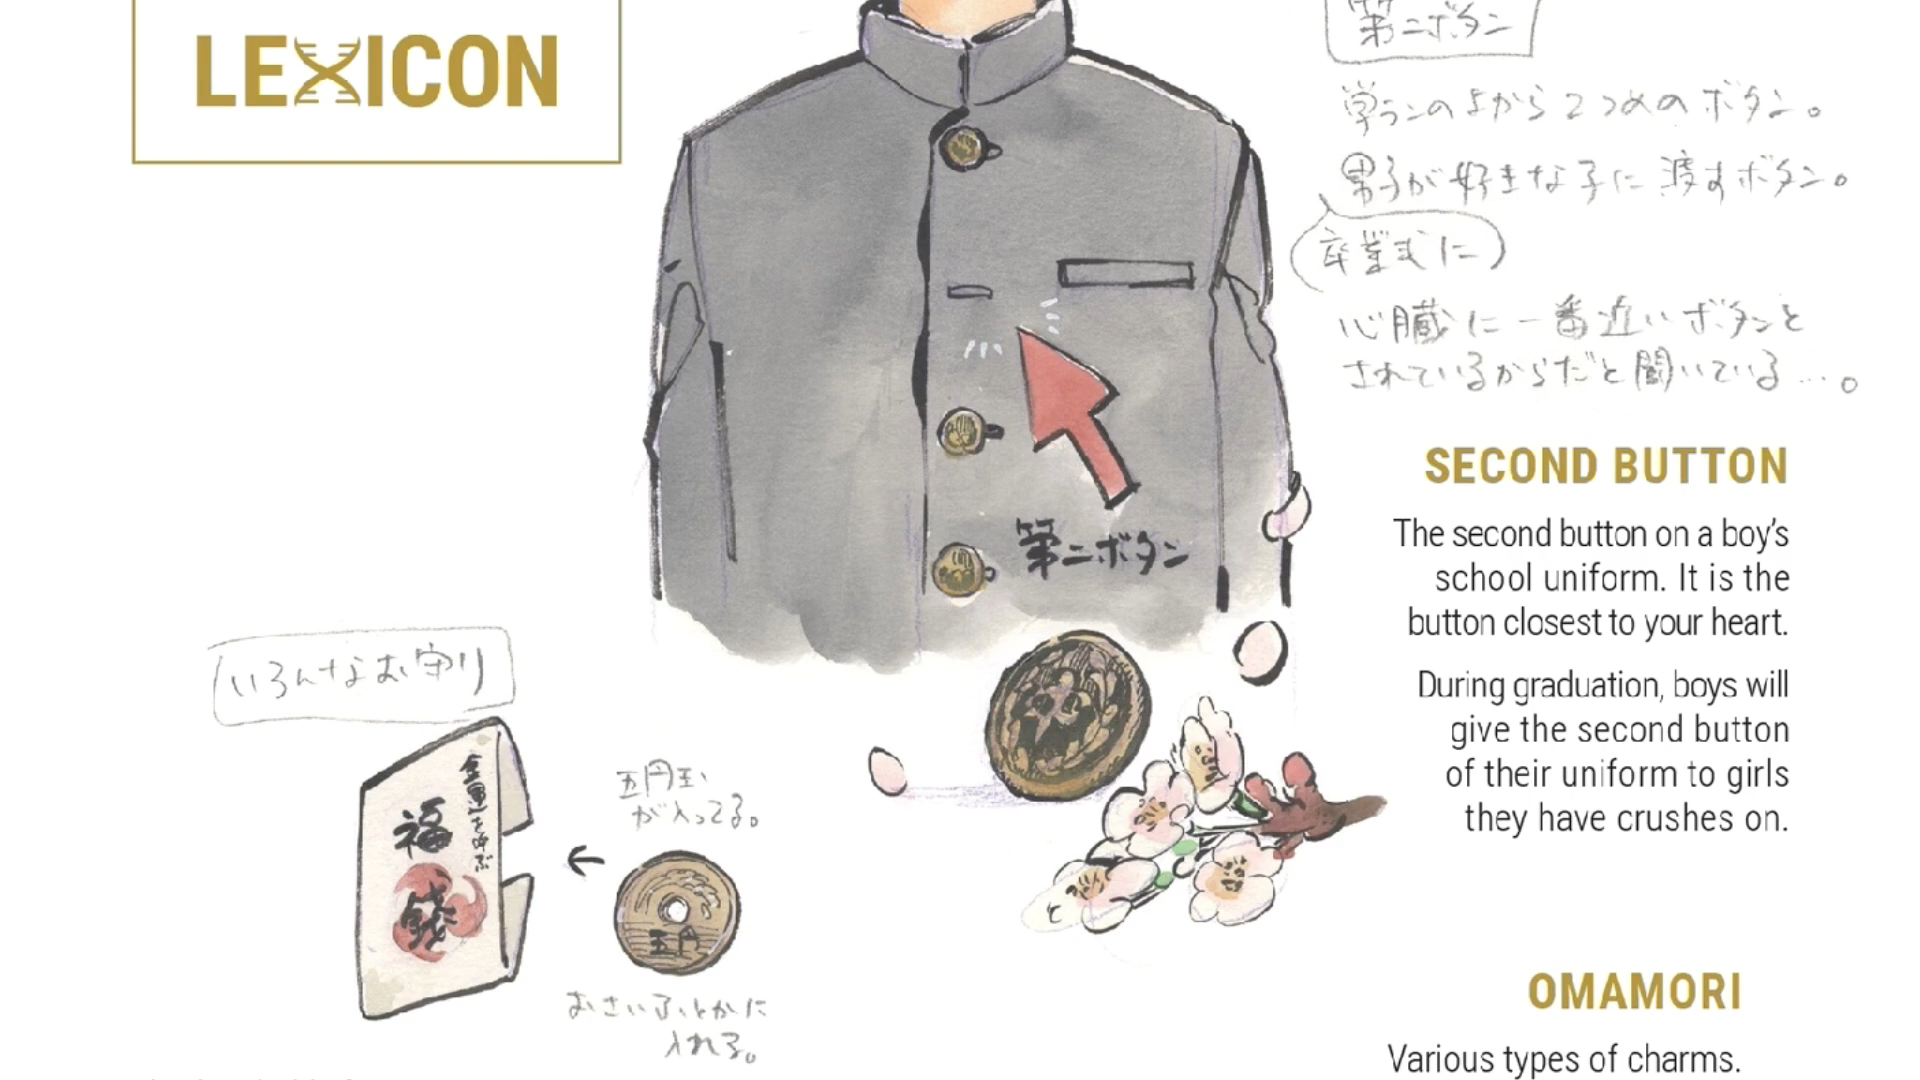 LEXICON
第二ボタン
学ランの上から2つめのボタン。
男子が好きな子に渡すボタン。
卒業式に
心臓に一番近いボタンと
されているからだと聞いている…。
SECOND BUTTON
The second button on a boy's
school uniform. It is the
button closest to your heart.
During graduation, boys will
give the second button
of their uniform to girls
they have crushes on.
第二ボタン
いろんなお守り
金運を呼ぶ
福
銭
五円玉
が入ってる。
五円
おさいふとかに
入れる。
OMAMORI
Various types of charms.